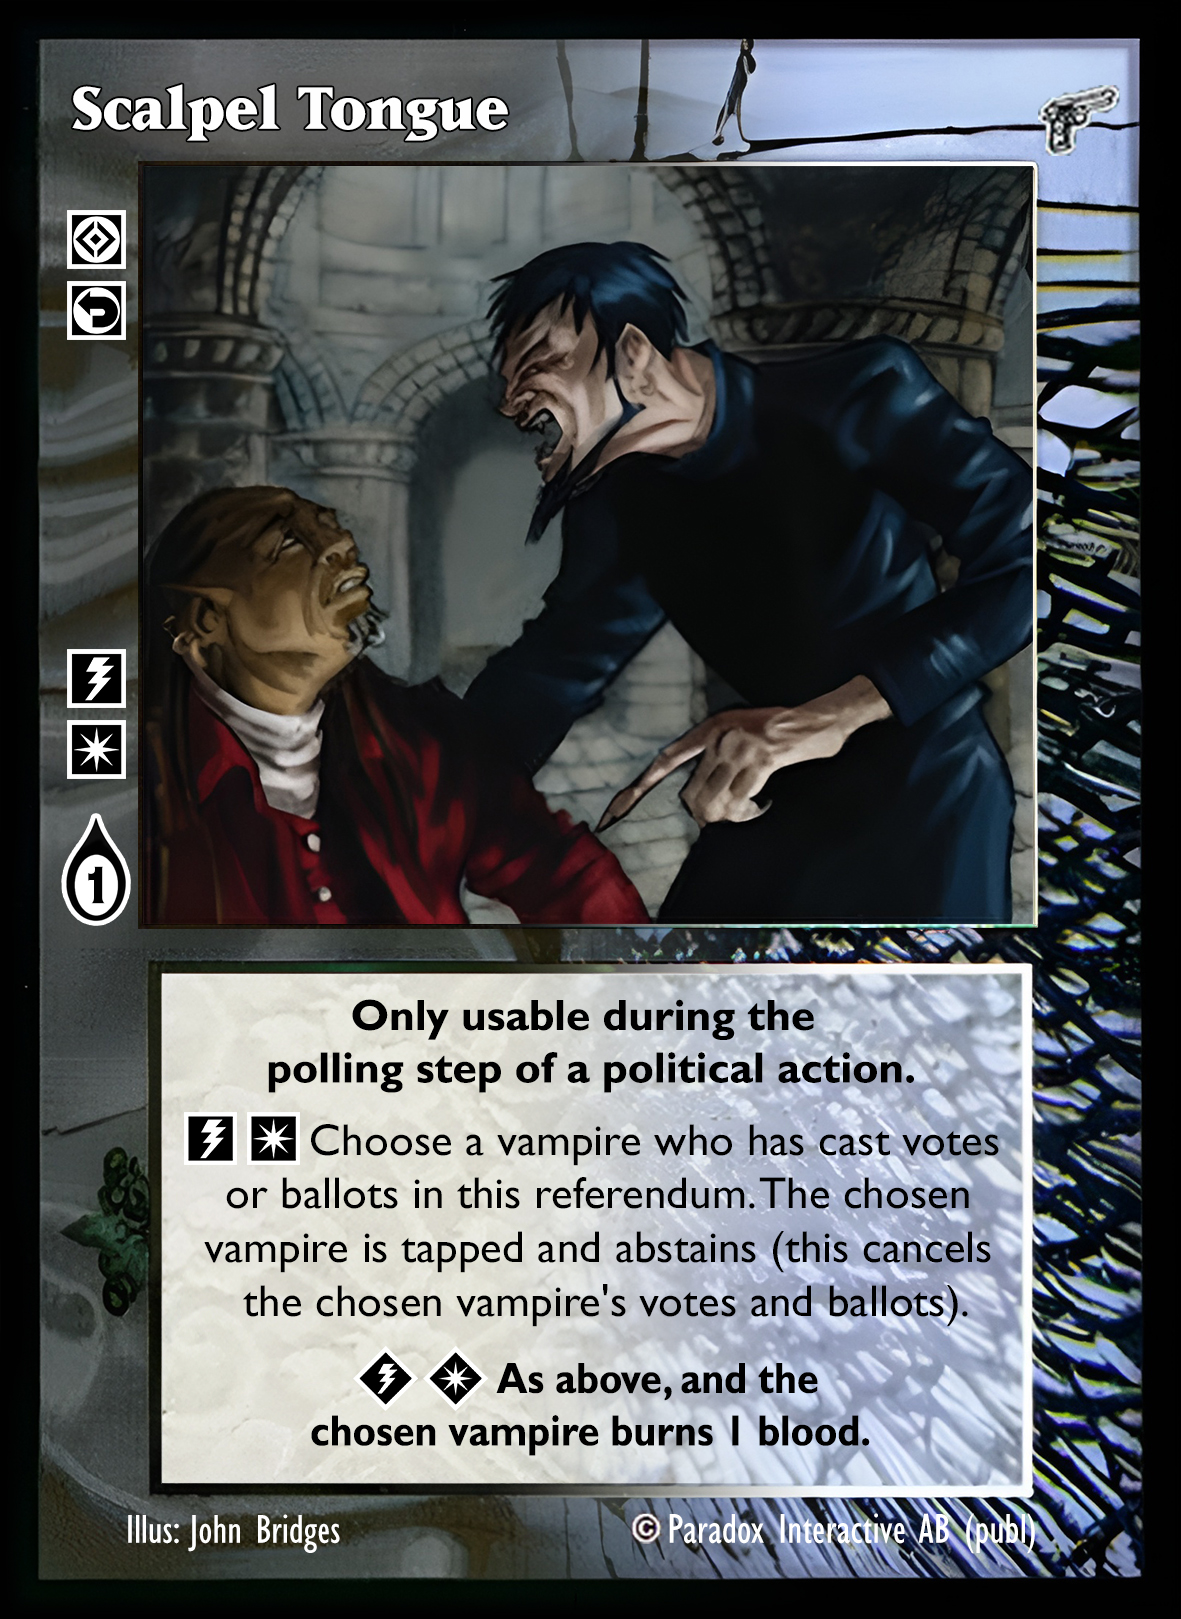 Scalpel Tongue
1
Only usable during the
polling step of a political action.
Choose a vampire who has cast votes
or ballots in this referendum. The chosen
vampire is tapped and abstains (this cancels
the chosen vampire's votes and ballots).
As above, and the
chosen vampire burns 1 blood.
Illus: John Bridges
© Paradox Interactive AB (publ)